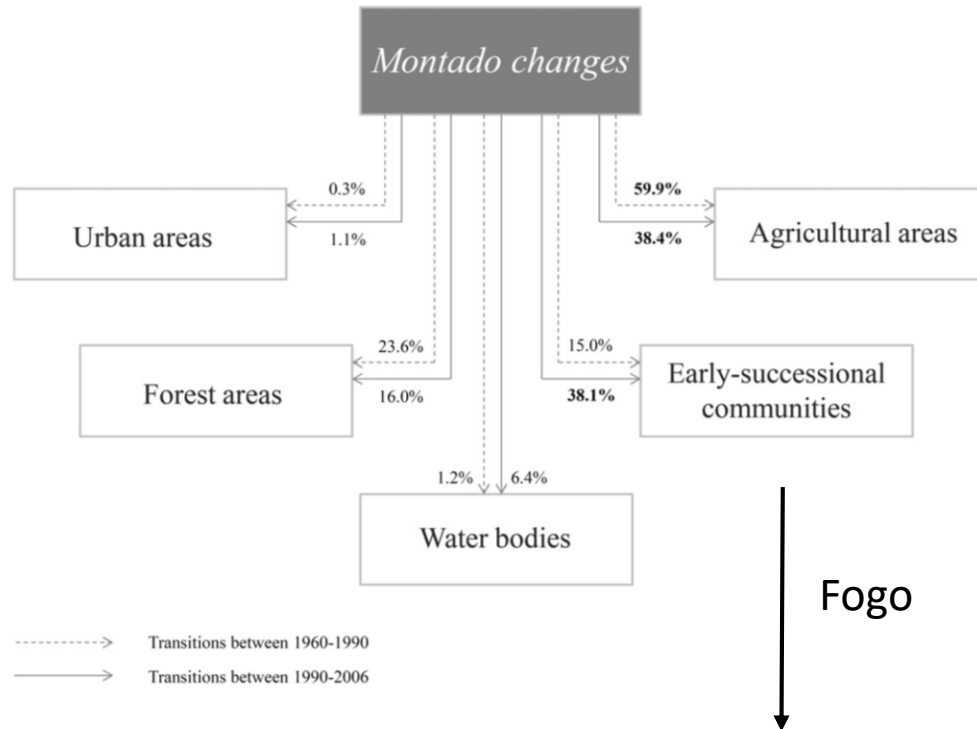 Montado changes
0.3%
59.9%
Urban areas
1.1%
38.4%
Agricultural areas
23.6%
15.0%
Forest areas
16.0%
38.1%
Early-successional
communities
1.2%
6.4%
Water bodies
Fogo
Transitions between 1960-1990
Transitions between 1990-2006